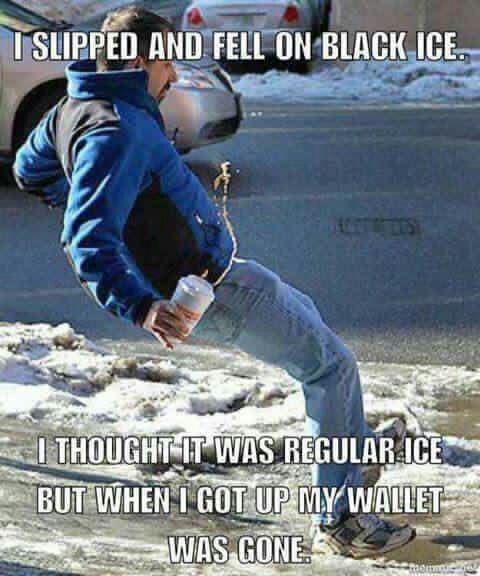 I SLIPPED AND FELL ON BLACK ICE.
I THOUGHT IT WAS REGULAR ICE
BUT WHEN I GOT UP MY WALLET
WAS GONE.